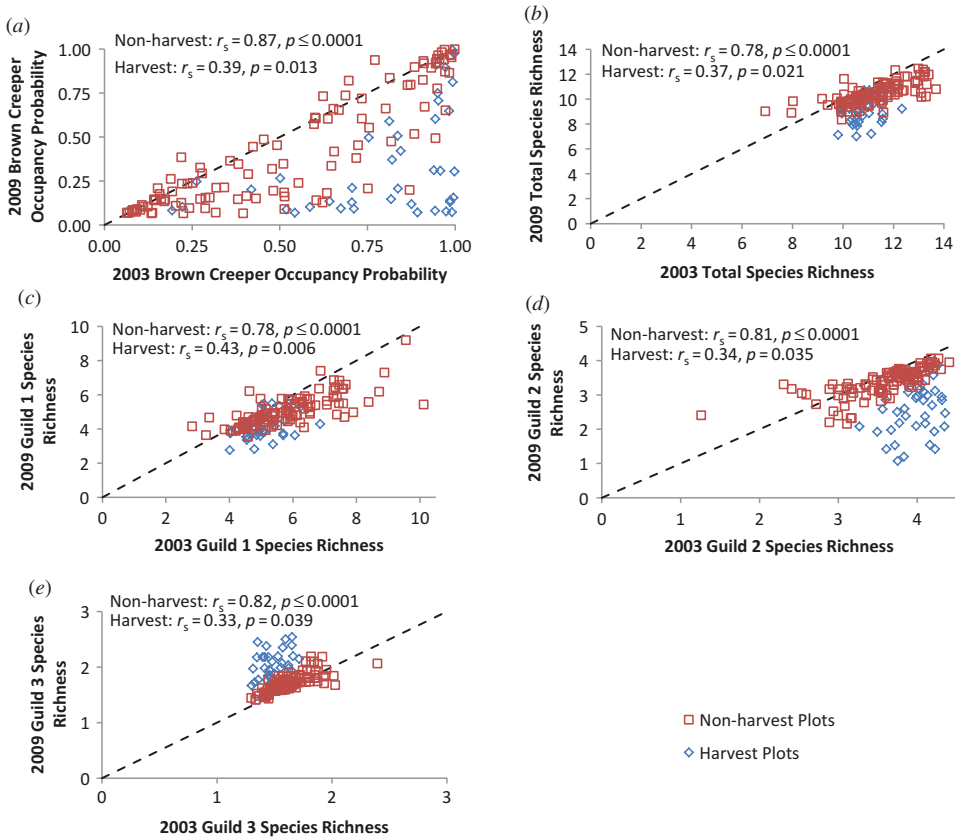 (a)
Non-harvest: rs = 0.87, p ≤ 0.0001
Harvest: rs = 0.39, p = 0.013
2009 Brown Creeper
Occupancy Probability
1.00
0.75
0.50
0.25
0.00
0.00 0.25 0.50 0.75 1.00
2003 Brown Creeper Occupancy Probability
(b)
Non-harvest: rs = 0.78, p ≤ 0.0001
Harvest: rs = 0.37, p = 0.021
2009 Total Species Richness
14
12
10
8
6
4
2
0
0 2 4 6 8 10 12 14
2003 Total Species Richness
(c)
Non-harvest: rs = 0.78, p ≤ 0.0001
Harvest: rs = 0.43, p = 0.006
2009 Guild 1 Species
Richness
10
8
6
4
2
0
0 2 4 6 8 10
2003 Guild 1 Species Richness
(d)
Non-harvest: rs = 0.81, p ≤ 0.0001
Harvest: rs = 0.34, p = 0.035
2009 Guild 2 Species
Richness
5
4
3
2
1
0
0 1 2 3 4
2003 Guild 2 Species Richness
(e)
Non-harvest: rs = 0.82, p ≤ 0.0001
Harvest: rs = 0.33, p = 0.039
2009 Guild 3 Species
Richness
3
2
1
0
0 1 2 3
2003 Guild 3 Species Richness
Non-harvest Plots
Harvest Plots